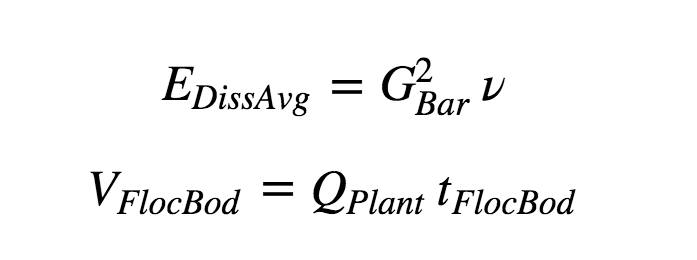 E_{DissAvg} = G_{Bar}^2 ν
V_{FlocBod} = Q_{Plant} t_{FlocBod}